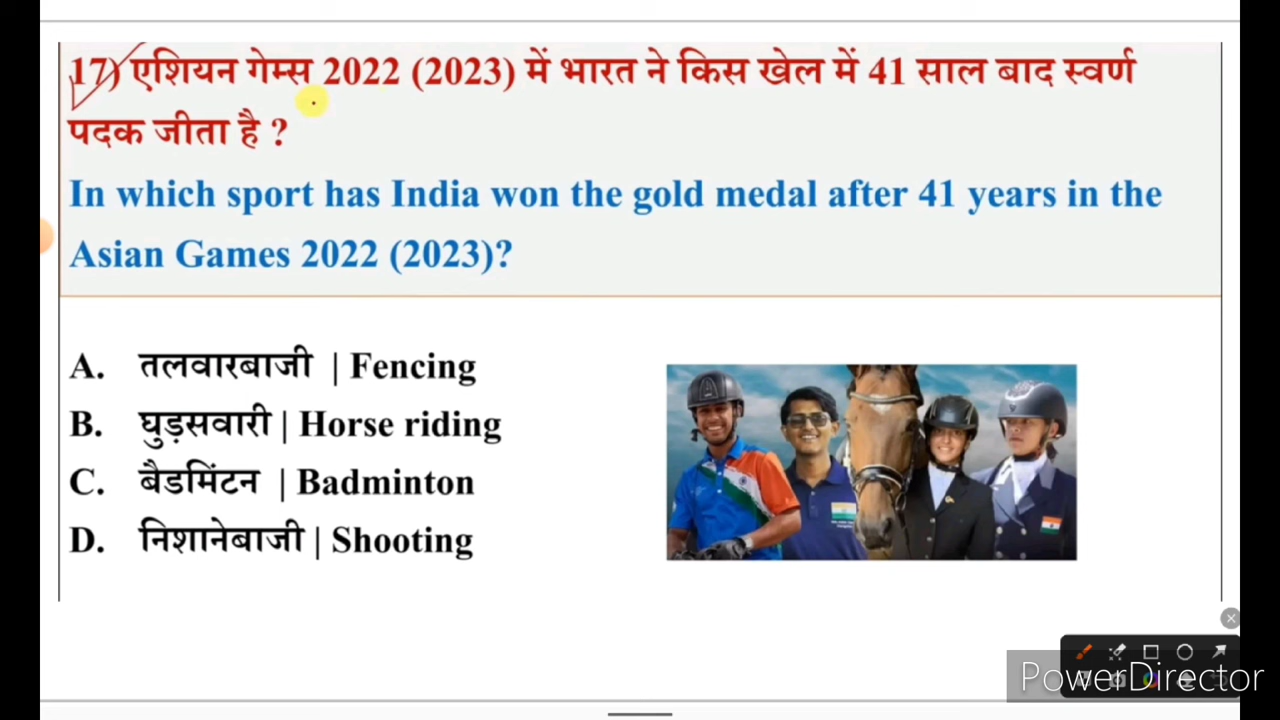 17) एशियन गेम्स 2022 (2023) में भारत ने किस खेल में 41 साल बाद स्वर्ण
पदक जीता है ?
In which sport has India won the gold medal after 41 years in the
Asian Games 2022 (2023)?
A. तलवारबाजी | Fencing
B. घुड़सवारी | Horse riding
C. बैडमिंटन | Badminton
D. निशानेबाजी | Shooting
PowerDirector